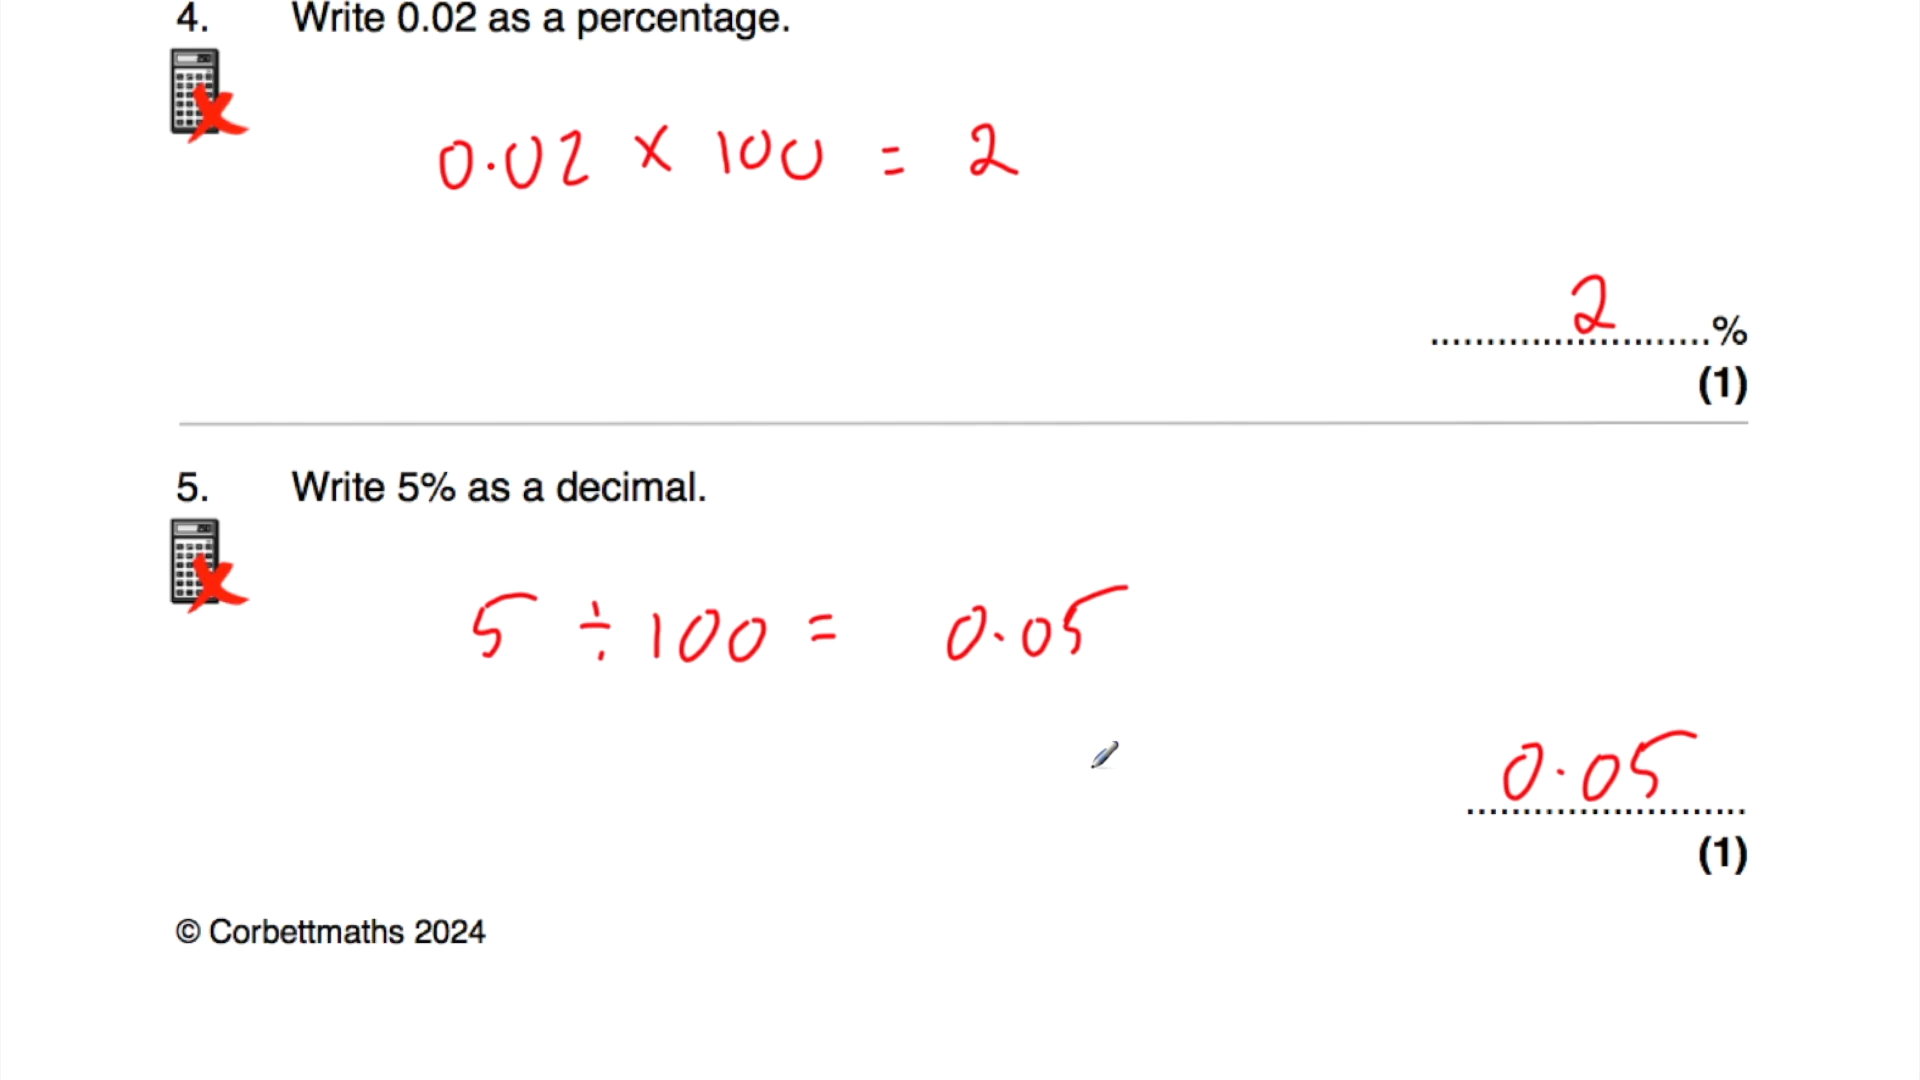 4. Write 0.02 as a percentage.
0.02 × 100 = 2
2
..........................%
(1)
5. Write 5% as a decimal.
5 ÷ 100 = 0.05
0.05
..........................
(1)
© Corbettmaths 2024